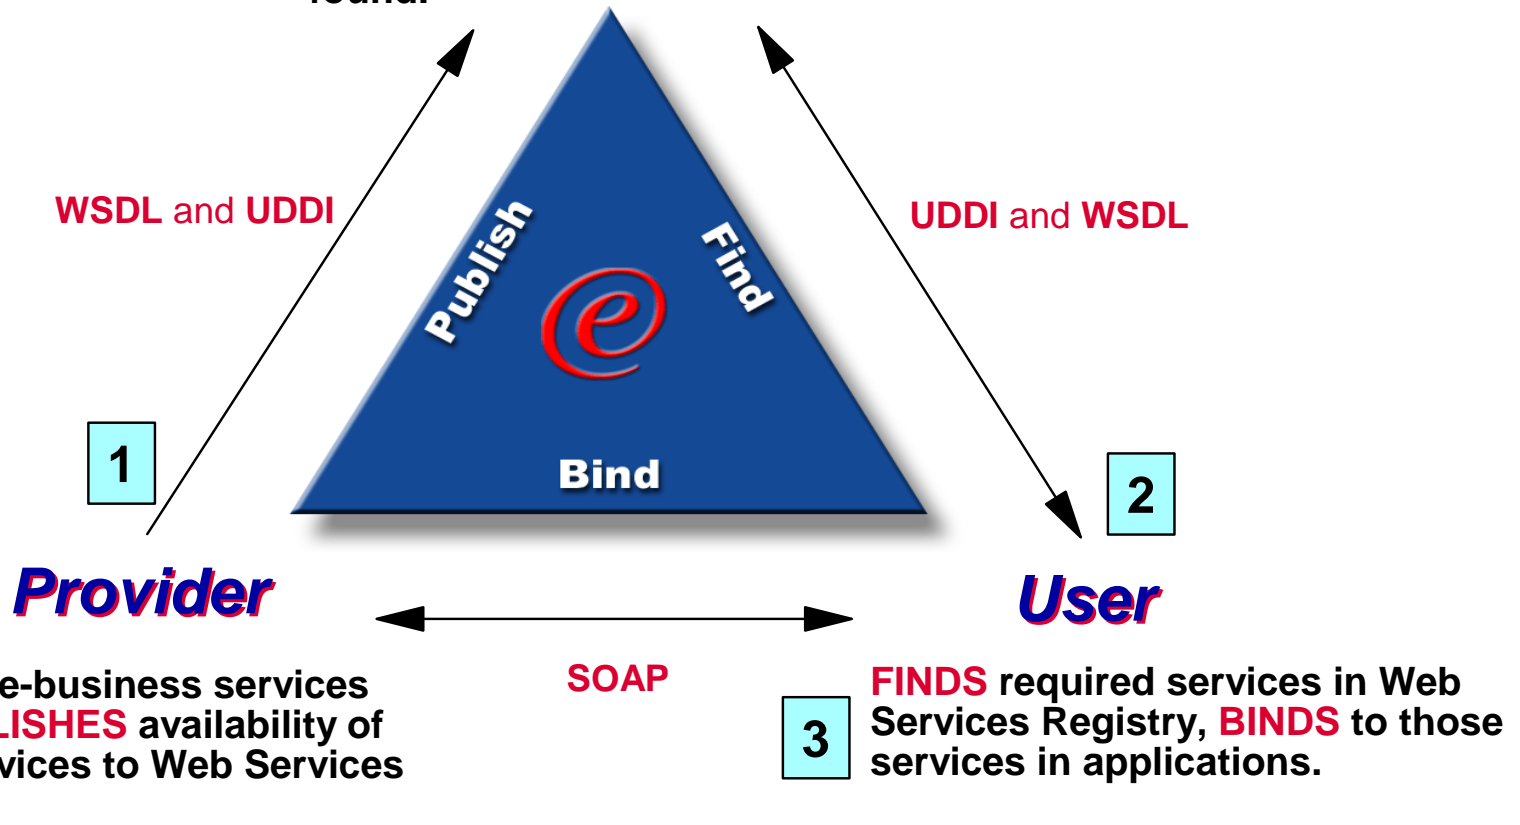 WSDL and UDDI
UDDI and WSDL
Publish
Find
e
Bind
1
2
Provider
User
SOAP
e-business services
availability of
to Web Services
3
FINDS required services in Web
Services Registry, BINDS to those
services in applications.